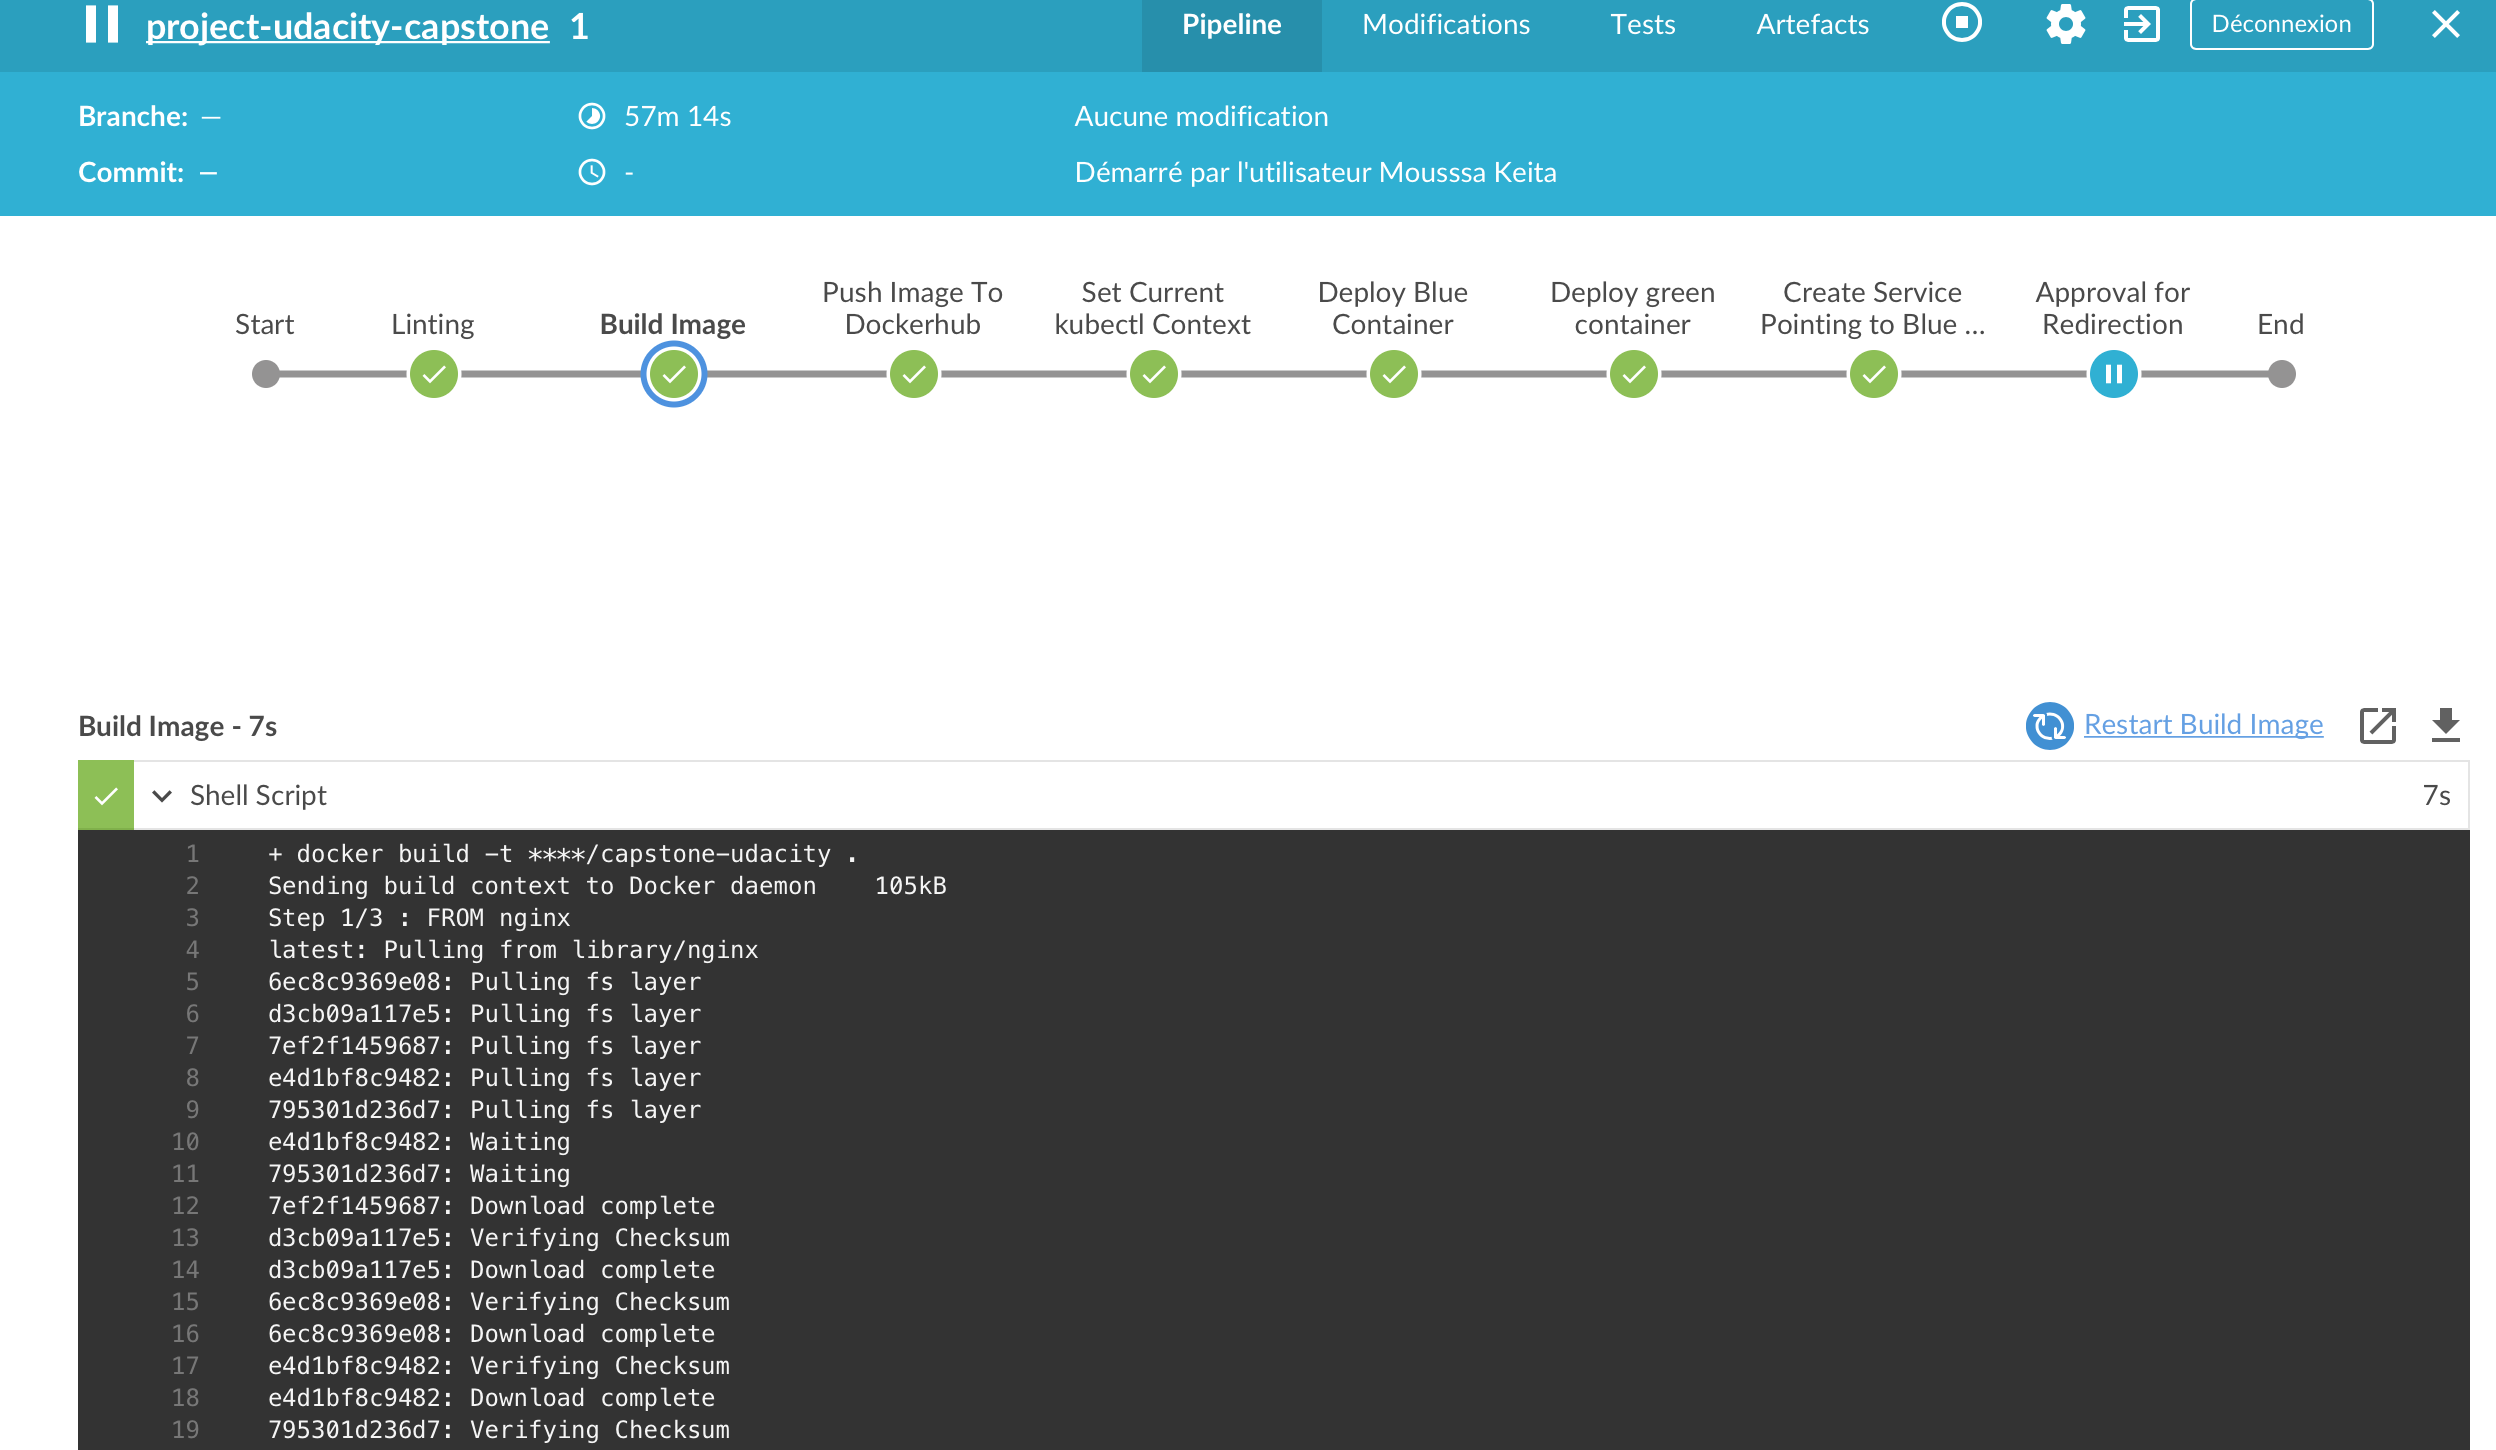 project-udacity-capstone 1
Pipeline Modifications Tests Artefacts Déconnexion
Branche: — 57m 14s Aucune modification
Commit: — - Démarré par l'utilisateur Mousssa Keita
Start
Linting
Build Image
Push Image To
Dockerhub
Set Current
kubectl Context
Deploy Blue
Container
Deploy green
container
Create Service
Pointing to Blue ...
Approval for
Redirection
End
Build Image - 7s Restart Build Image
Shell Script 7s
1 + docker build -t ****/capstone-udacity .
2 Sending build context to Docker daemon 105kB
3 Step 1/3 : FROM nginx
4 latest: Pulling from library/nginx
5 6ec8c9369e08: Pulling fs layer
6 d3cb09a117e5: Pulling fs layer
7 7ef2f1459687: Pulling fs layer
8 e4d1bf8c9482: Pulling fs layer
9 795301d236d7: Pulling fs layer
10 e4d1bf8c9482: Waiting
11 795301d236d7: Waiting
12 7ef2f1459687: Download complete
13 d3cb09a117e5: Verifying Checksum
14 d3cb09a117e5: Download complete
15 6ec8c9369e08: Verifying Checksum
16 6ec8c9369e08: Download complete
17 e4d1bf8c9482: Verifying Checksum
18 e4d1bf8c9482: Download complete
19 795301d236d7: Verifying Checksum